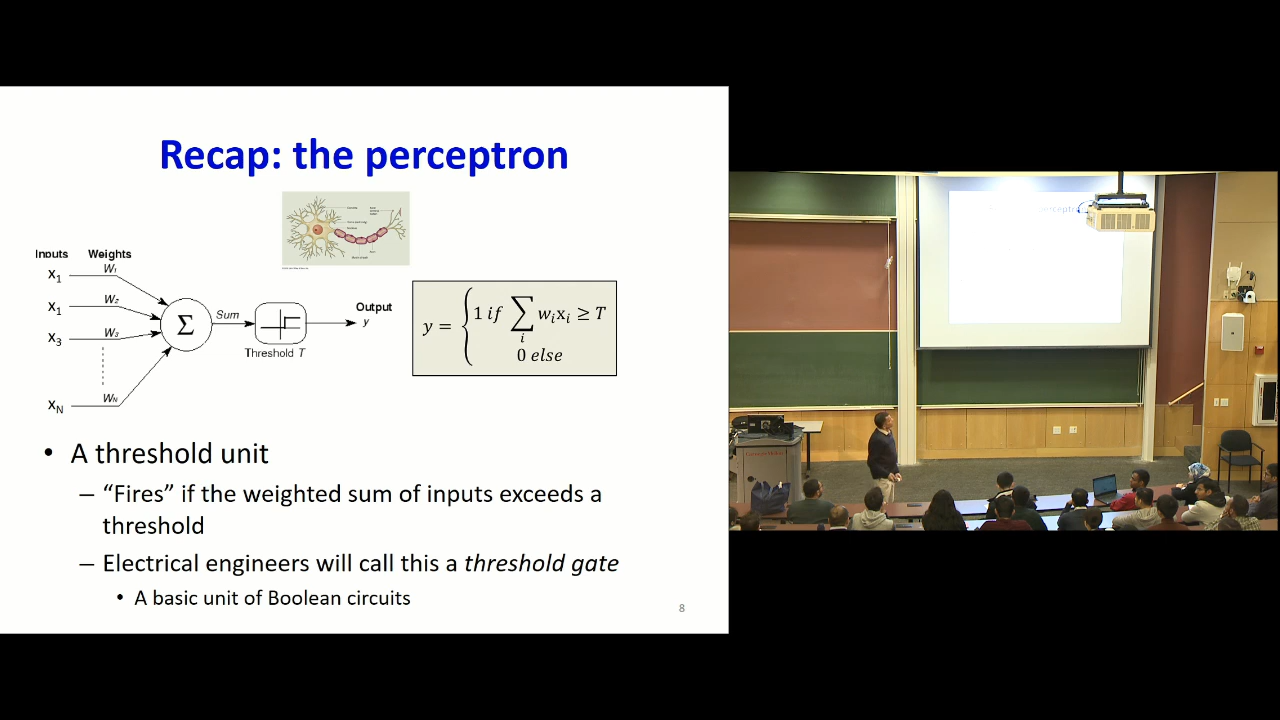 Recap: the perceptron
Inputs Weights
X1 W1
X1 W2
X3 W3
XN WN
Σ
Sum
Threshold T
Output
y
y = { 1 if ∑i wixi ≥ T
0 else
• A threshold unit
– “Fires” if the weighted sum of inputs exceeds a
threshold
– Electrical engineers will call this a threshold gate
• A basic unit of Boolean circuits
8